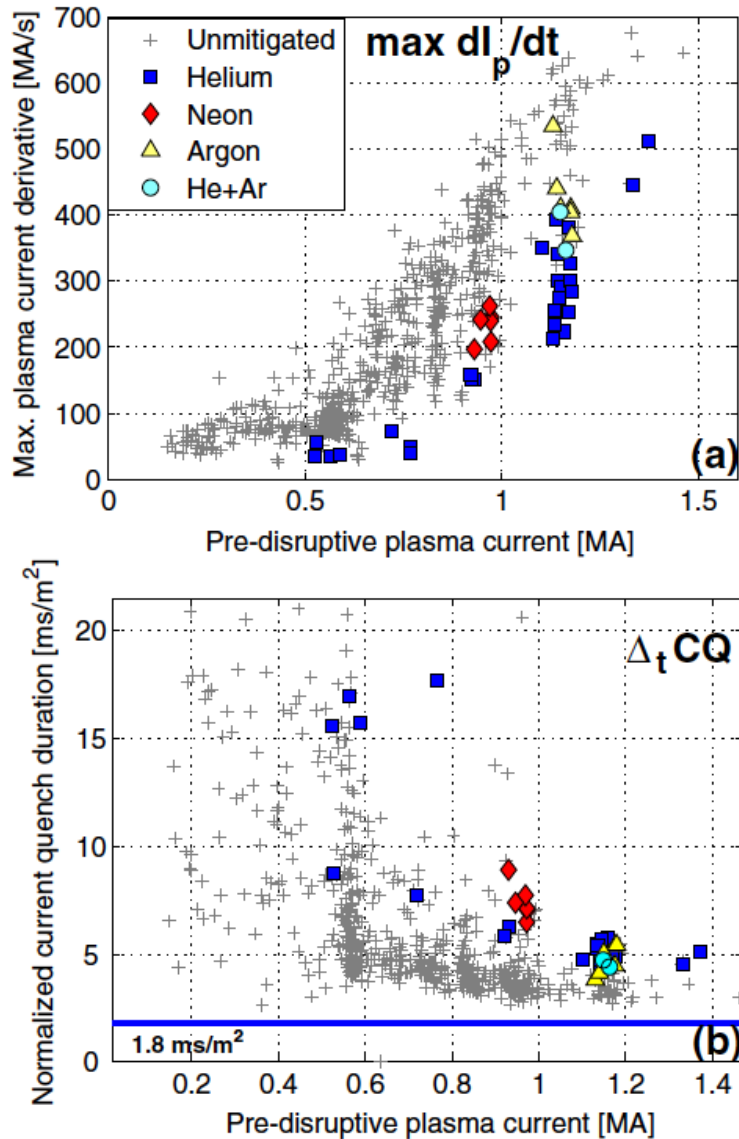 700
600
500
400
300
200
100
0
Max. plasma current derivative [MA/s]
Unmitigated
Helium
Neon
Argon
He+Ar
max dIp/dt
(a)
0 0.5 1 1.5
Pre-disruptive plasma current [MA]
20
15
10
5
0
Normalized current quench duration [ms/m²]
Δt CQ
1.8 ms/m²
(b)
0.2 0.4 0.6 0.8 1 1.2 1.4
Pre-disruptive plasma current [MA]